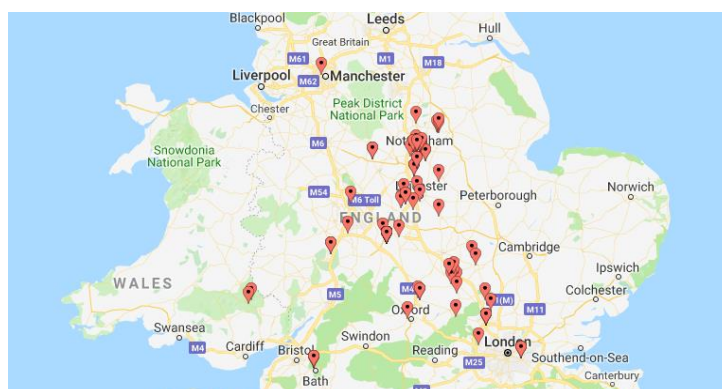 Blackpool
Leeds
Hull
Great Britain
M61
M1
M18
M62
Liverpool
Manchester
Chester
Peak District
National Park
Snowdonia
National Park
M6
M54
M6 Toll
Peterborough
Norwich
ENGLAND
Cambridge
WALES
M5
Ipswich
Colchester
M11
Oxford
Swansea
M4
Cardiff
Swindon
Bristol
Reading
London
M25
Southend-on-Sea
Bath
Canterbury